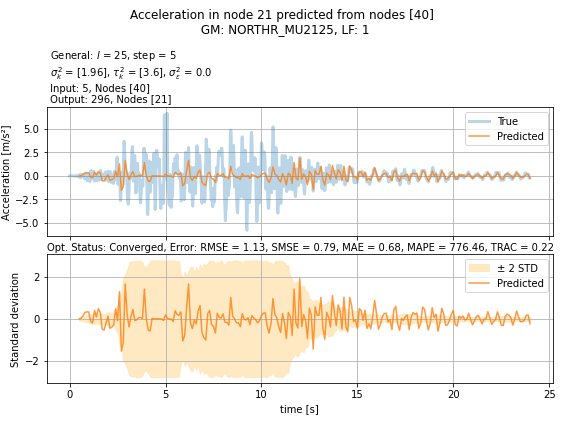 Acceleration in node 21 predicted from nodes [40]
GM: NORTHR_MU2125, LF: 1
General: l = 25, step = 5
σ²ₖ = [1.96], τ²ₖ = [3.6], σ²ε = 0.0
Input: 5, Nodes [40]
Output: 296, Nodes [21]
True
Predicted
Acceleration [m/s²]
5.0
2.5
0.0
−2.5
−5.0
Opt. Status: Converged, Error: RMSE = 1.13, SMSE = 0.79, MAE = 0.68, MAPE = 776.46, TRAC = 0.22
± 2 STD
Predicted
Standard deviation
2
0
−2
0 5 10 15 20 25
time [s]